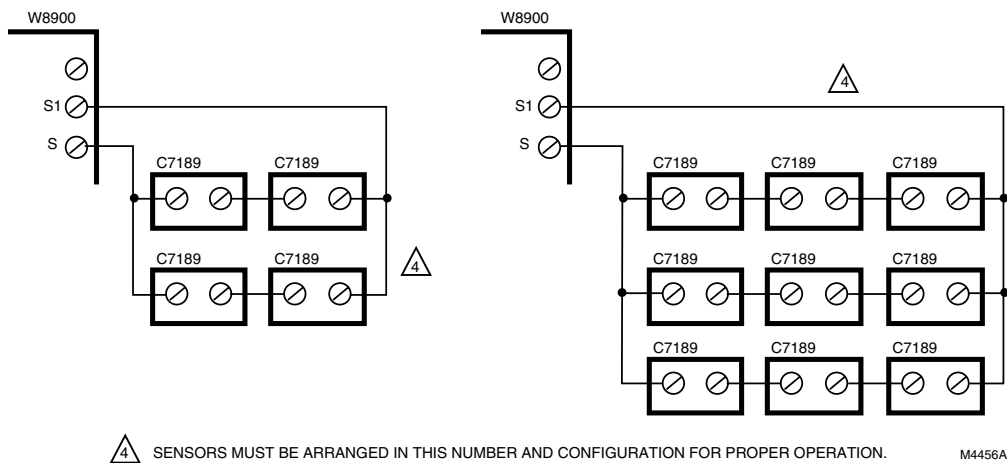 W8900
W8900
4
S1
S1
S
S
C7189
C7189
C7189
C7189
C7189
4
C7189
C7189
C7189
C7189
C7189
C7189
C7189
C7189
4 SENSORS MUST BE ARRANGED IN THIS NUMBER AND CONFIGURATION FOR PROPER OPERATION.
M4456A